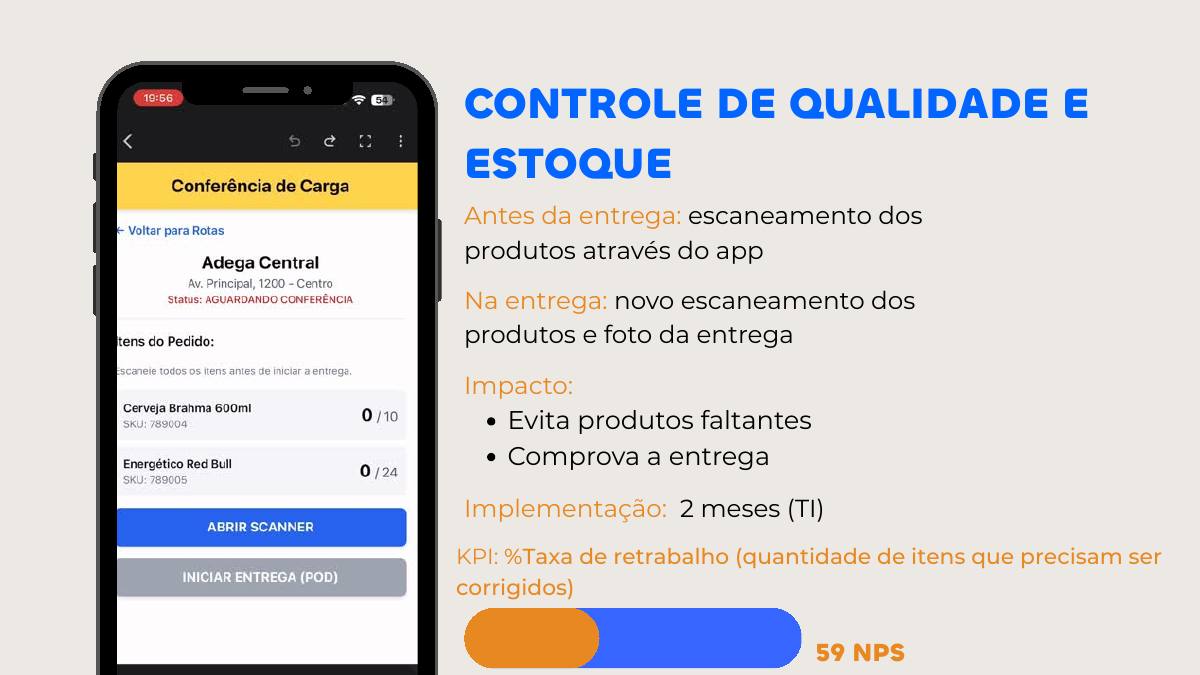 19:56
54
Conferência de Carga
← Voltar para Rotas
Adega Central
Av. Principal, 1200 - Centro
Status: AGUARDANDO CONFERÊNCIA
Itens do Pedido:
Escaneie todos os itens antes de iniciar a entrega.
Cerveja Brahma 600ml
SKU: 789004
0 / 10
Energético Red Bull
SKU: 789005
0 / 24
ABRIR SCANNER
INICIAR ENTREGA (POD)
CONTROLE DE QUALIDADE E
ESTOQUE
Antes da entrega: escaneamento dos
produtos através do app
Na entrega: novo escaneamento dos
produtos e foto da entrega
Impacto:
• Evita produtos faltantes
• Comprova a entrega
Implementação: 2 meses (TI)
KPI: %Taxa de retrabalho (quantidade de itens que precisam ser
corrigidos)
59 NPS